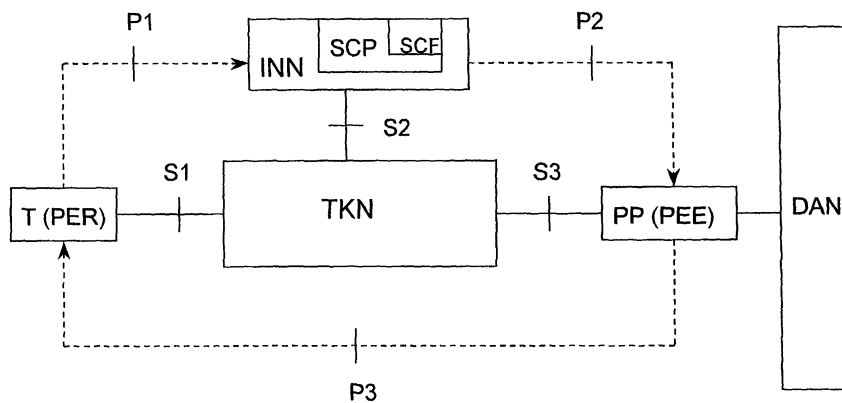 P1
P2
SCP
SCF
INN
S2
S1
S3
T (PER)
TKN
PP (PEE)
DAN
P3